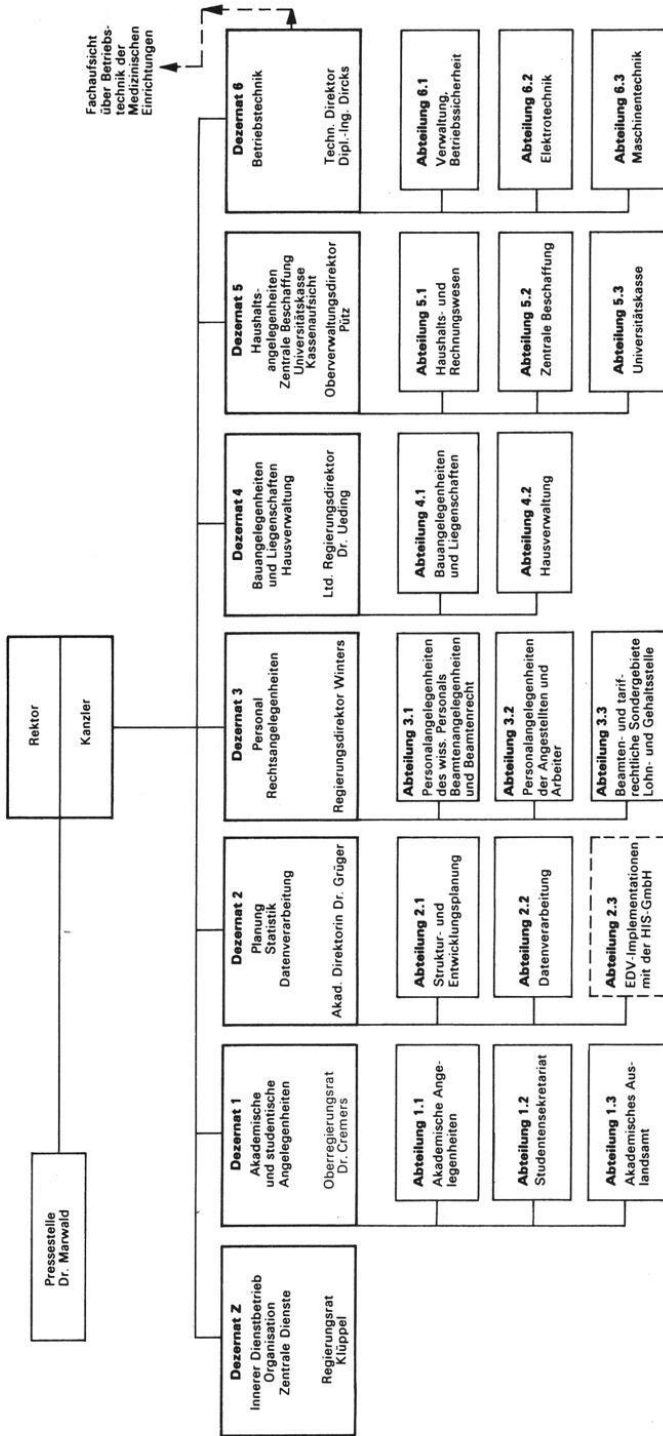 Rektor
Kanzler
Pressestelle
Dr. Marwald
Fachaufsicht
über Betriebs-
technik der
Medizinischen
Einrichtungen
Dezernat Z
Innerer Dienstbetrieb
Organisation
Zentrale Dienste
Regierungsrat
Klüppel
Dezernat 1
Akademische
und studentische
Angelegenheiten
Oberregierungsrat
Dr. Cremers
Abteilung 1.1
Akademische Ange-
legenheiten
Abteilung 1.2
Studentensekretariat
Abteilung 1.3
Akademisches Aus-
landsamt
Dezernat 2
Planung
Statistik
Datenverarbeitung
Akad. Direktorin Dr. Grüger
Abteilung 2.1
Struktur- und
Entwicklungsplanung
Abteilung 2.2
Datenverarbeitung
Abteilung 2.3
EDV-Implementationen
mit der HIS-GmbH
Dezernat 3
Personal
Rechtsangelegenheiten
Regierungsdirektor Winters
Abteilung 3.1
Personalangelegenheiten
des wiss. Personals
Beamtenangelegenheiten
und Beamtenrecht
Abteilung 3.2
Personalangelegenheiten
der Angestellten und
Arbeiter
Abteilung 3.3
Beamten- und tarif-
rechtliche Sondergebiete
Lohn- und Gehaltsstelle
Dezernat 4
Bauangelegenheiten
und Liegenschaften
Hausverwaltung
Ltd. Regierungsdirektor
Dr. Ueding
Abteilung 4.1
Bauangelegenheiten
und Liegenschaften
Abteilung 4.2
Hausverwaltung
Dezernat 5
Haushalts-
angelegenheiten
Zentrale Beschaffung
Universitätskasse
Kassenaufsicht
Oberverwaltungsdirektor
Pütz
Abteilung 5.1
Haushalts- und
Rechnungswesen
Abteilung 5.2
Zentrale Beschaffung
Abteilung 5.3
Universitätskasse
Dezernat 6
Betriebstechnik
Techn. Direktor
Dipl.-Ing. Dircks
Abteilung 6.1
Verwaltung,
Betriebssicherheit
Abteilung 6.2
Elektrotechnik
Abteilung 6.3
Maschinentechnik